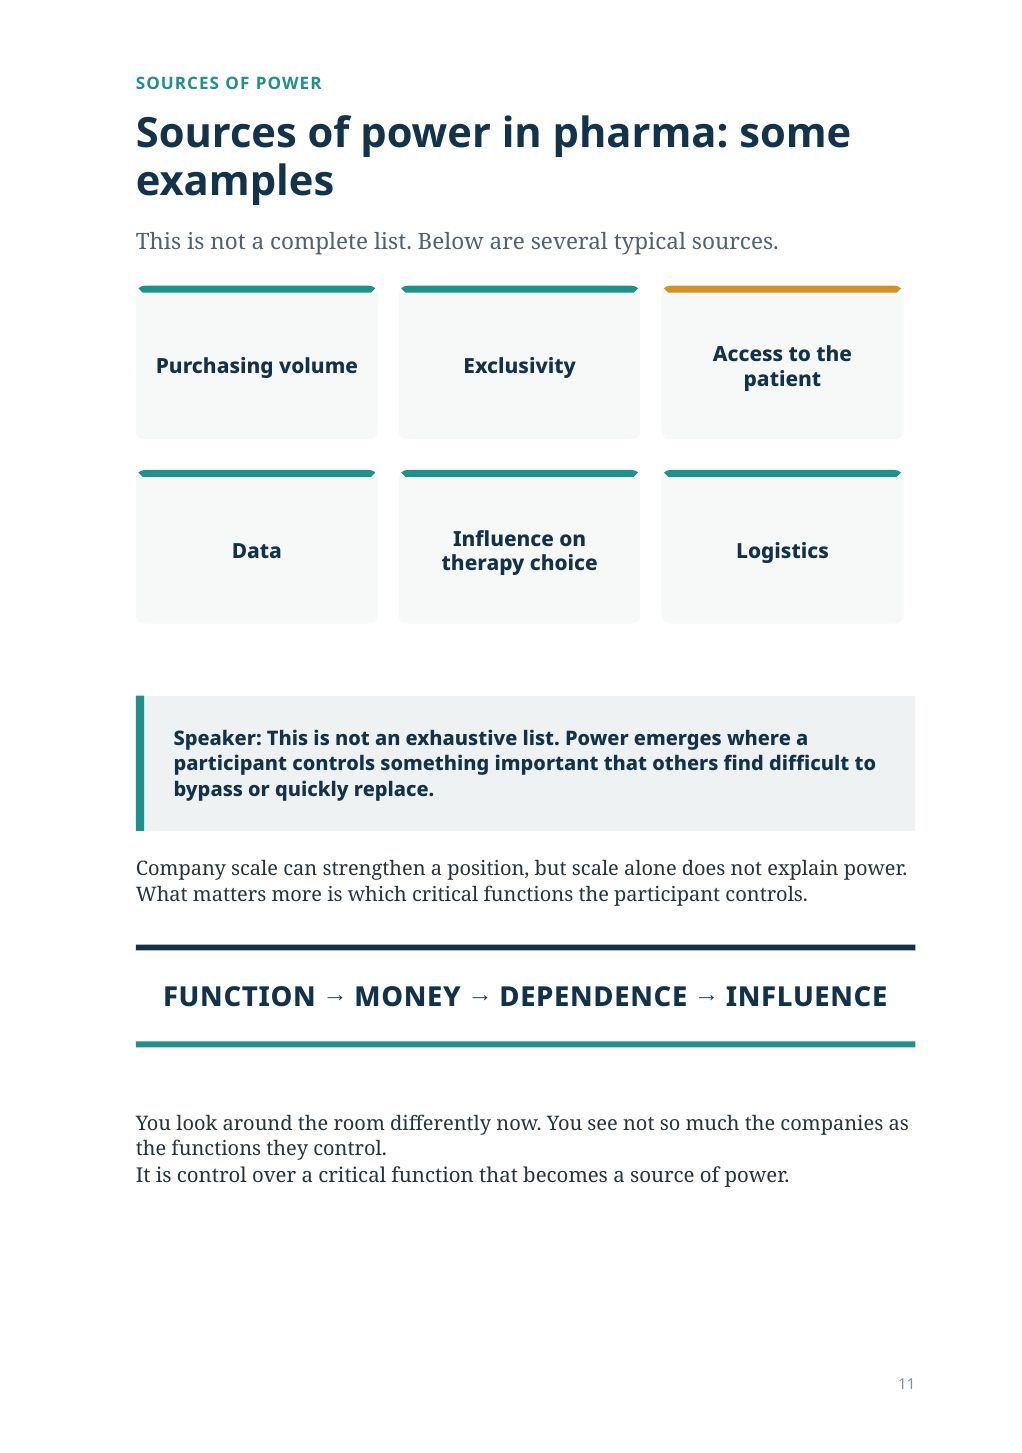 SOURCES OF POWER
Sources of power in pharma: some
examples
This is not a complete list. Below are several typical sources.
Purchasing volume
Exclusivity
Access to the
patient
Data
Influence on
therapy choice
Logistics
Speaker: This is not an exhaustive list. Power emerges where a
participant controls something important that others find difficult to
bypass or quickly replace.
Company scale can strengthen a position, but scale alone does not explain power.
What matters more is which critical functions the participant controls.
FUNCTION → MONEY → DEPENDENCE → INFLUENCE
You look around the room differently now. You see not so much the companies as
the functions they control.
It is control over a critical function that becomes a source of power.
11